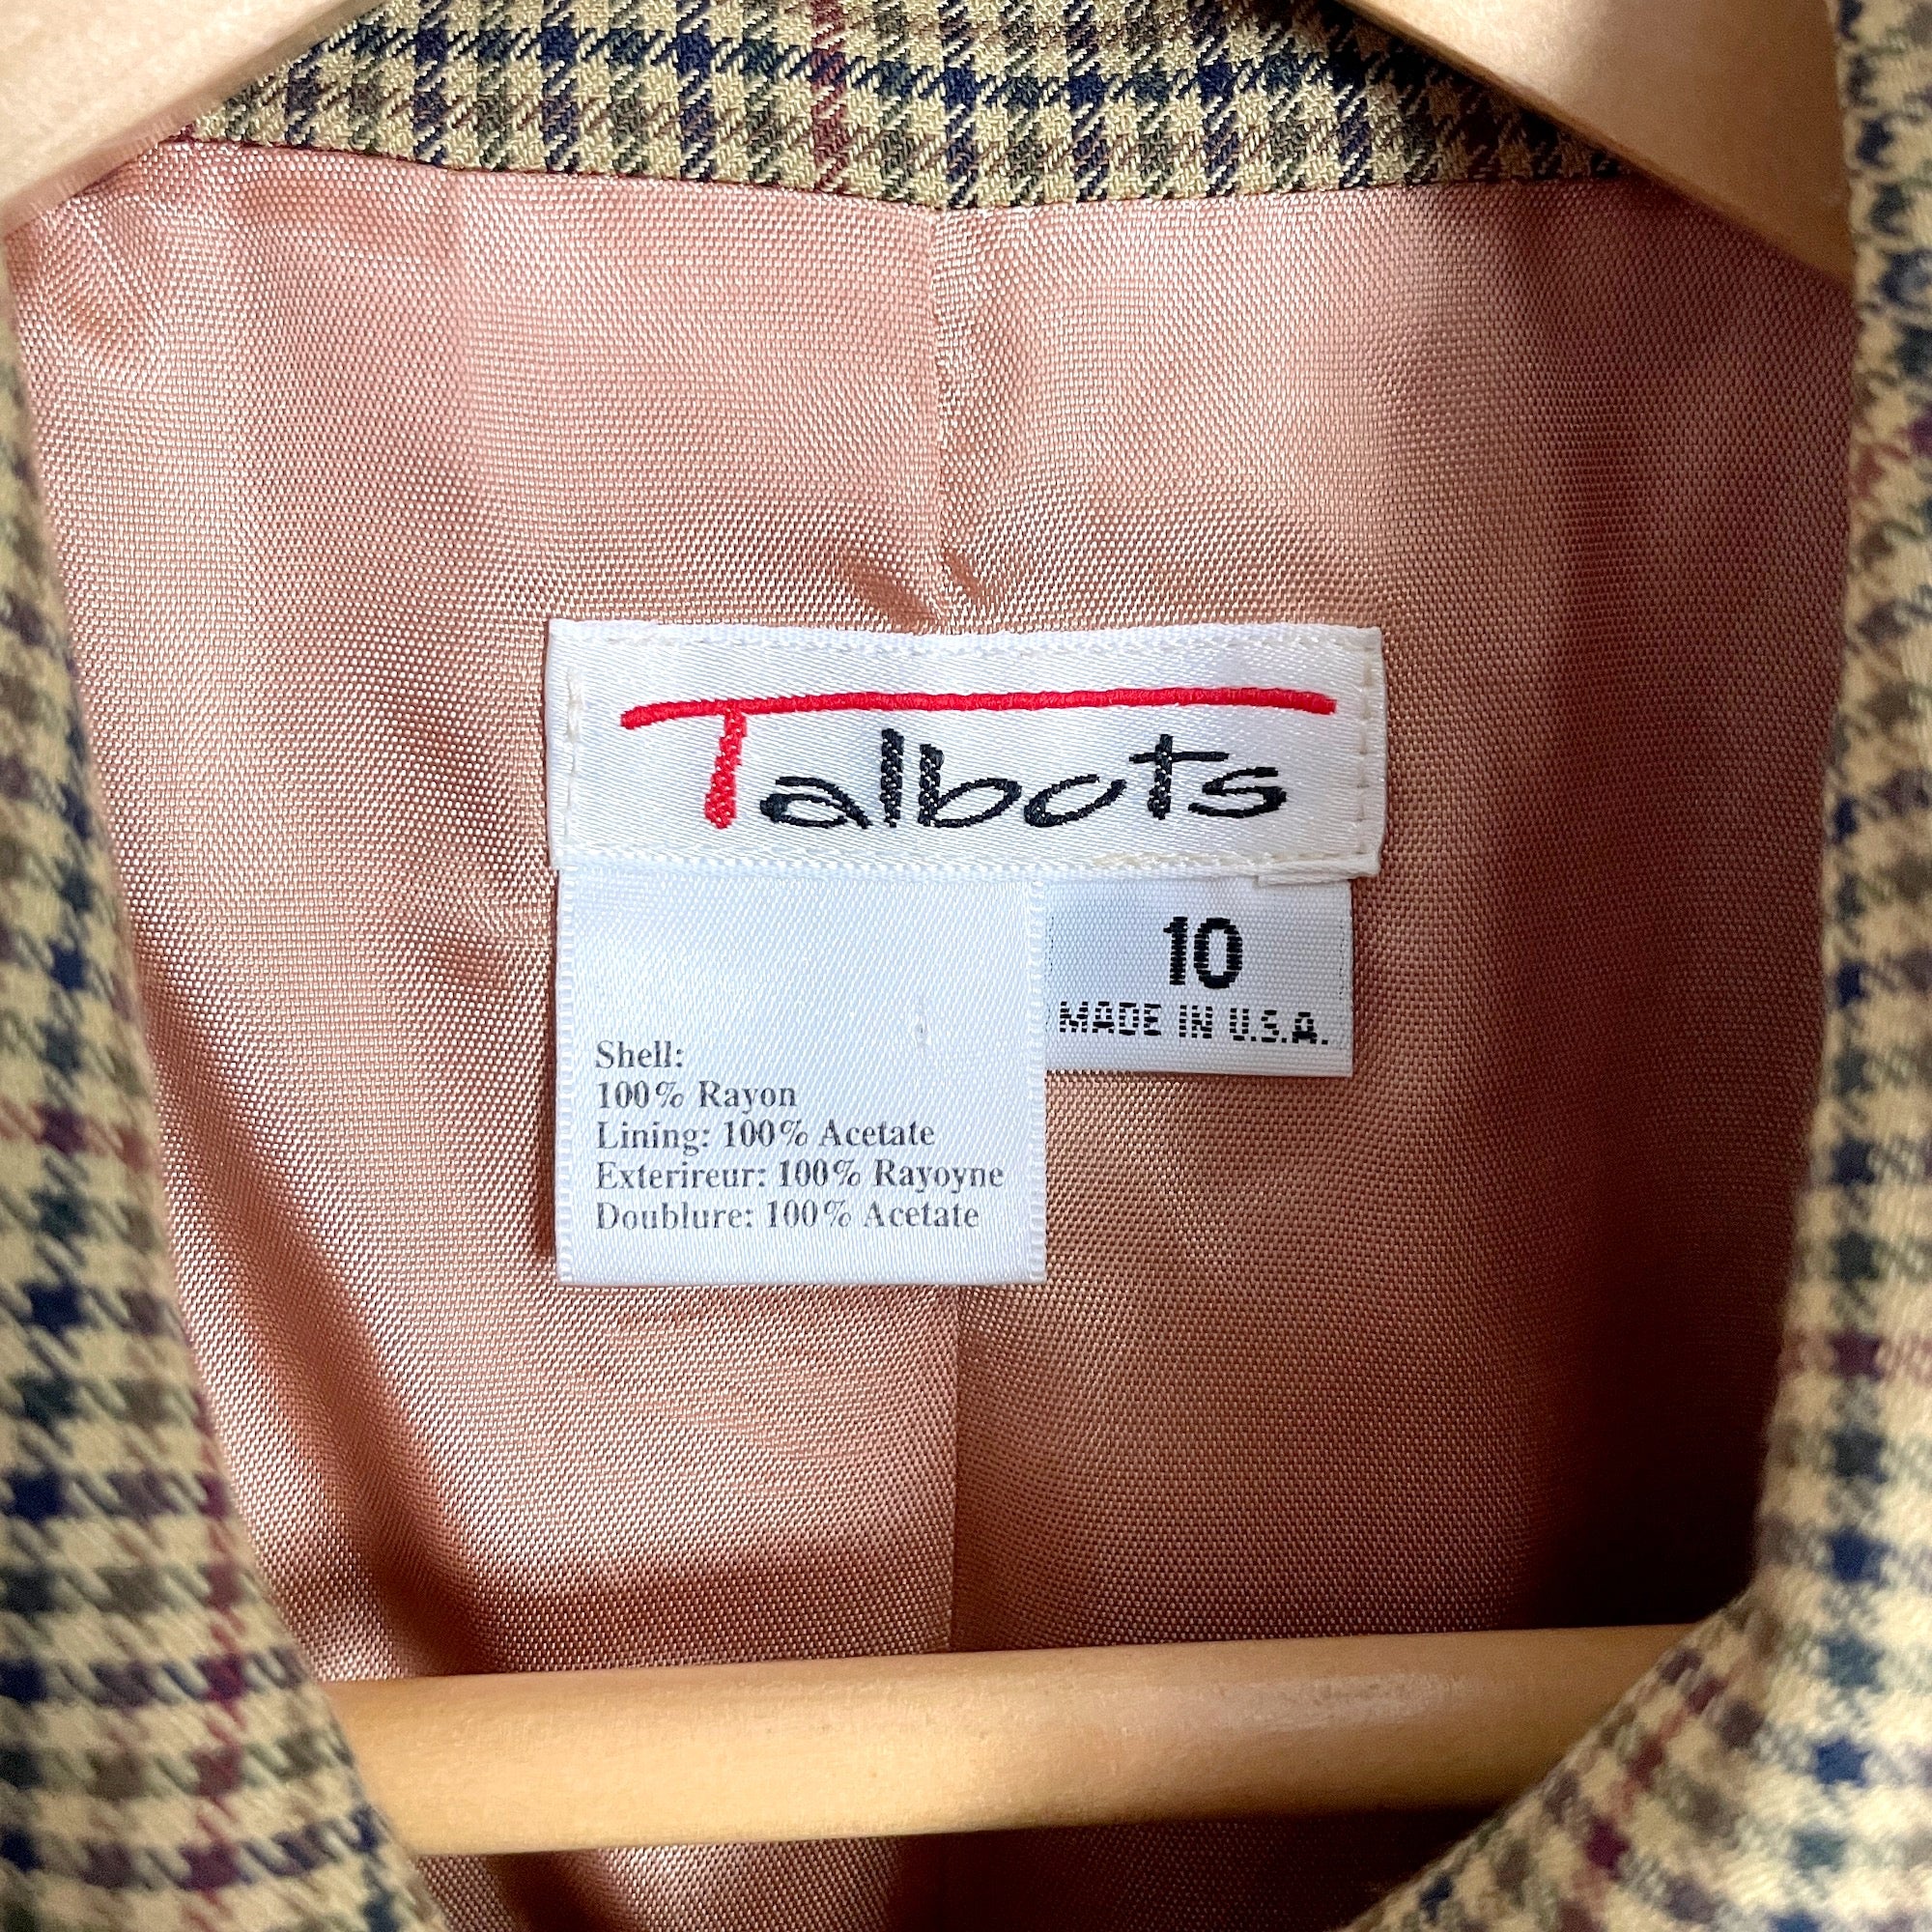 Talbots
10
MADE IN U.S.A.
Shell:
100% Rayon
Lining: 100% Acetate
Exterireur: 100% Rayoyne
Doublure: 100% Acetate